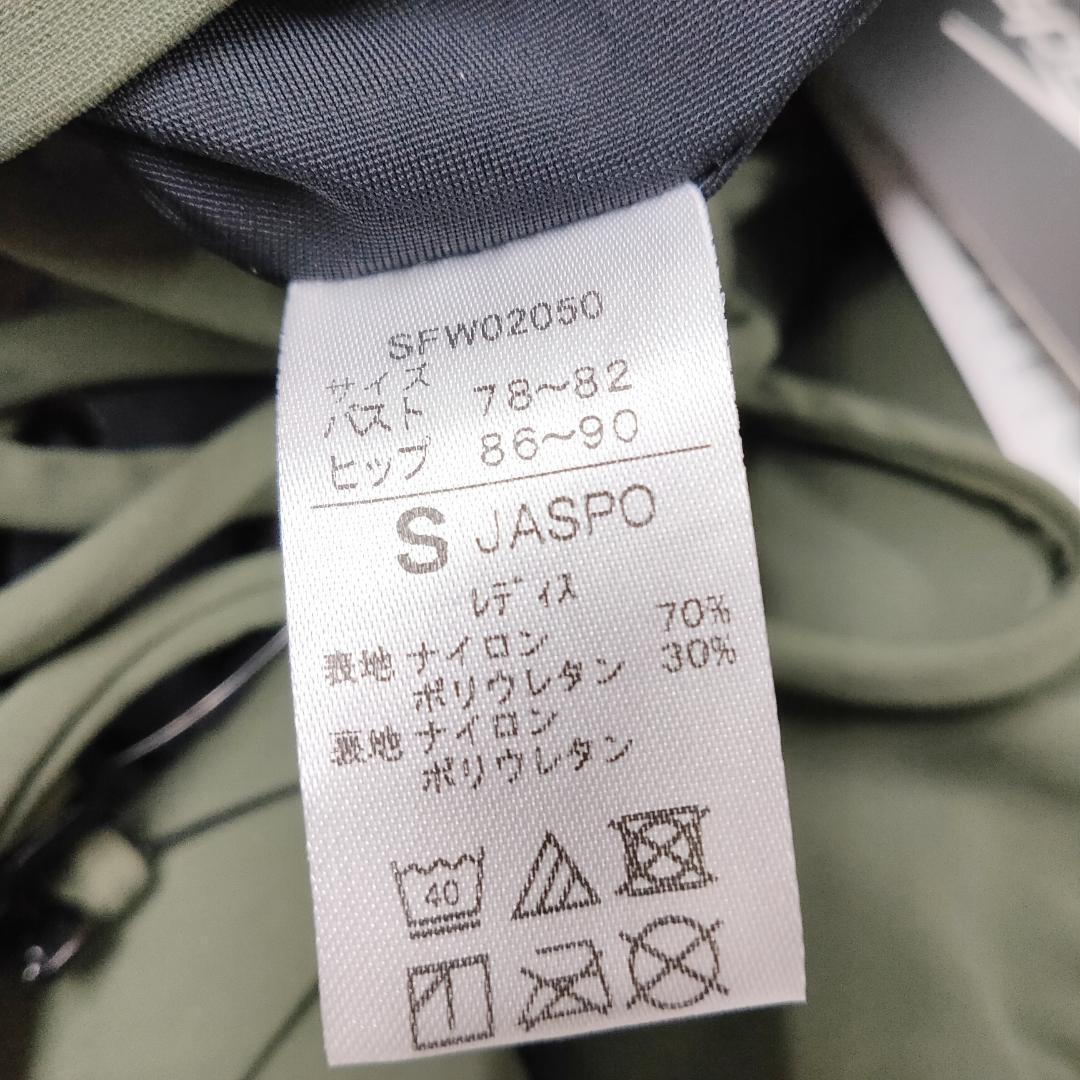 SFW02050
サイズ
バスト 78～82
ヒップ 86～90
S JASPO
レディス
表地 ナイロン 70%
ポリウレタン 30%
裏地 ナイロン
ポリウレタン
40